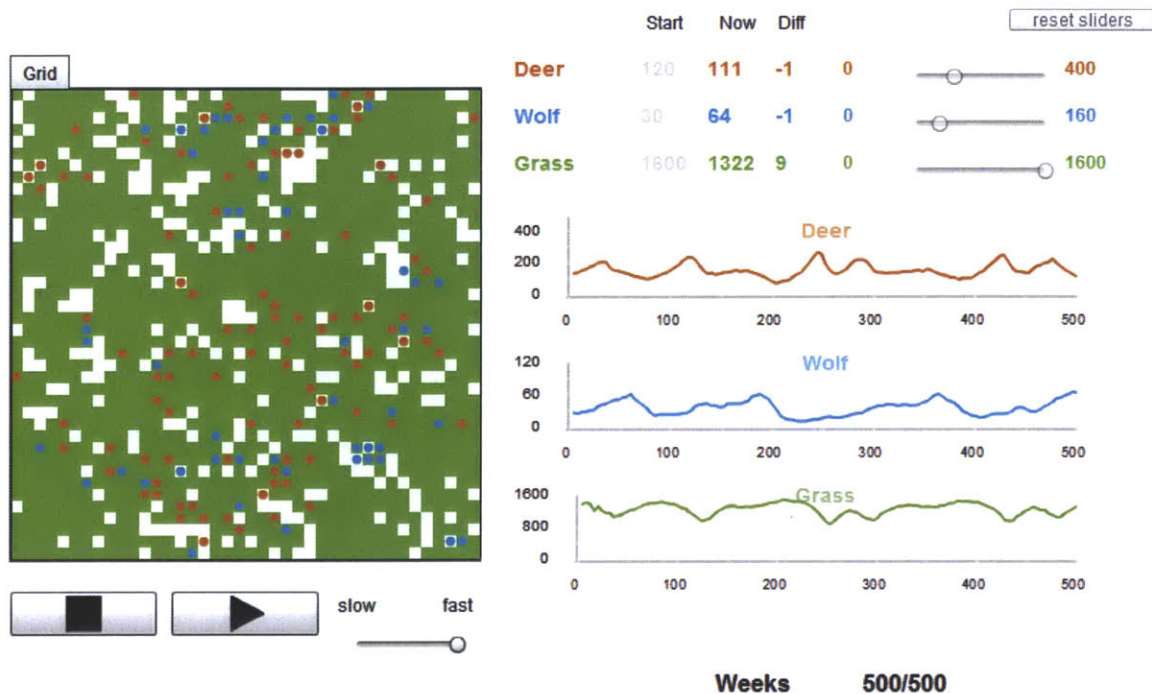 Start Now Diff reset sliders
Grid
Deer 120 111 -1 0 400
Wolf 30 64 -1 0 160
Grass 1600 1322 9 0 1600
Deer
400
200
0
0 100 200 300 400 500
Wolf
120
60
0
0 100 200 300 400 500
Grass
1600
800
0
0 100 200 300 400 500
slow fast
Weeks 500/500